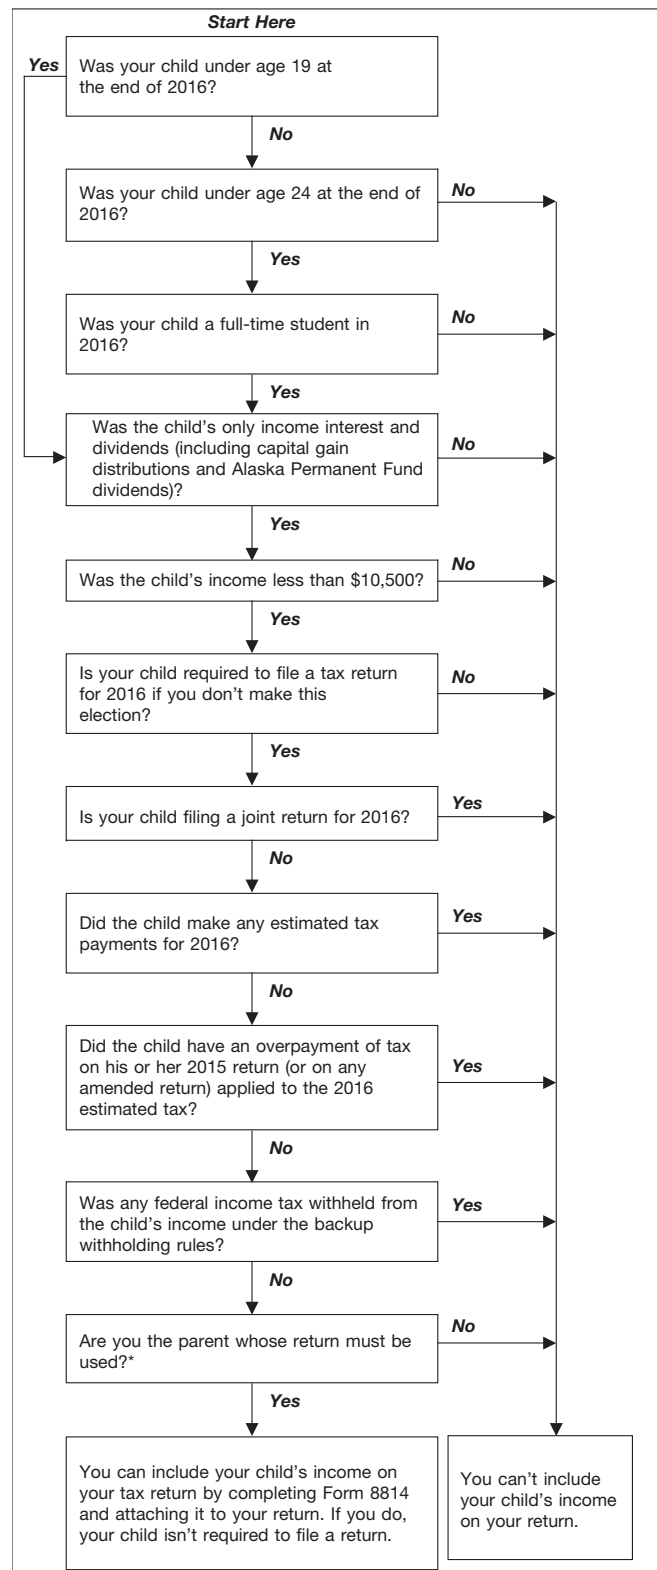 Start Here
Yes
Was your child under age 19 at
the end of 2016?
No
Was your child under age 24 at the end of
2016?
No
Yes
Was your child a full-time student in
2016?
No
Yes
Was the child’s only income interest and
dividends (including capital gain
distributions and Alaska Permanent Fund
dividends)?
No
Yes
Was the child’s income less than $10,500?
No
Yes
Is your child required to file a tax return
for 2016 if you don’t make this
election?
No
Yes
Is your child filing a joint return for 2016?
Yes
No
Did the child make any estimated tax
payments for 2016?
Yes
No
Did the child have an overpayment of tax
on his or her 2015 return (or on any
amended return) applied to the 2016
estimated tax?
Yes
No
Was any federal income tax withheld from
the child’s income under the backup
withholding rules?
Yes
No
Are you the parent whose return must be
used?*
No
Yes
You can include your child’s income on
your tax return by completing Form 8814
and attaching it to your return. If you do,
your child isn’t required to file a return.
You can’t include
your child’s income
on your return.